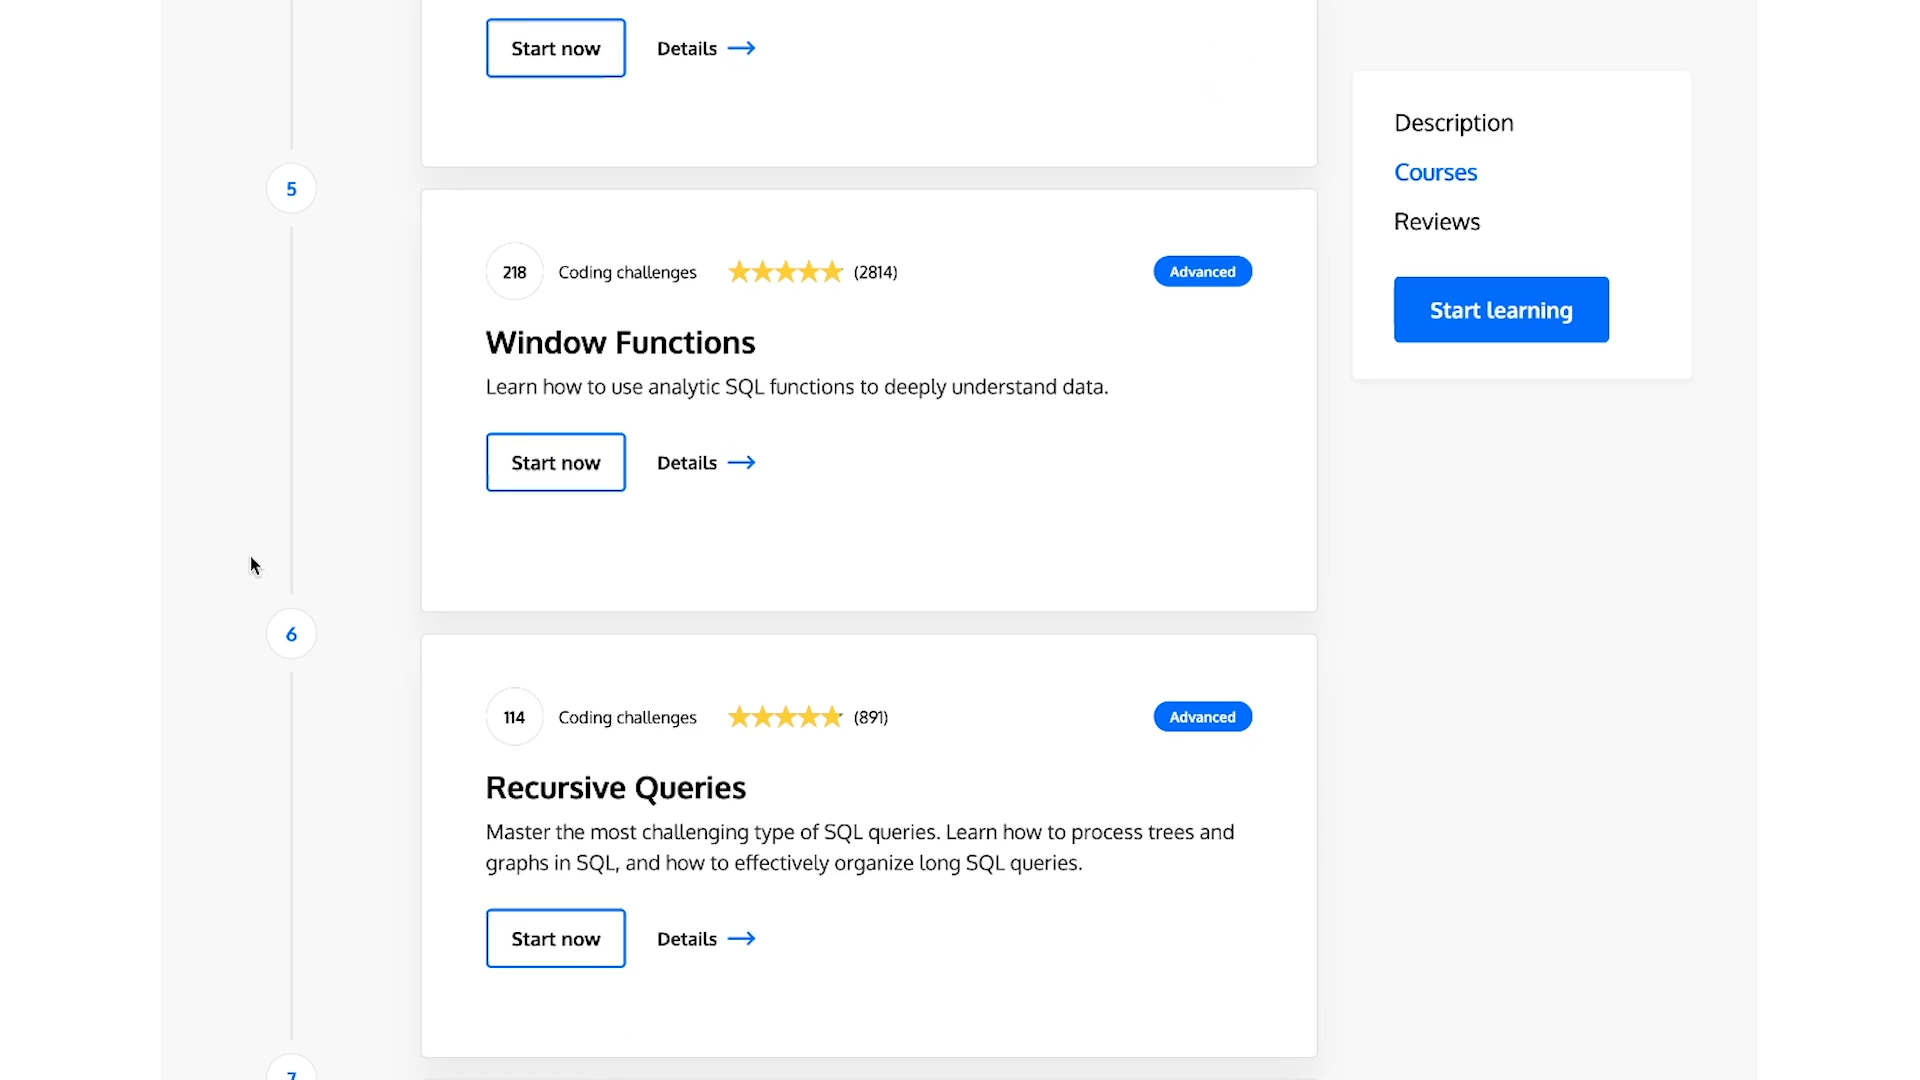 Start now
Details
5
218
Coding challenges
(2814)
Advanced
Window Functions
Learn how to use analytic SQL functions to deeply understand data.
Start now
Details
6
114
Coding challenges
(891)
Advanced
Recursive Queries
Master the most challenging type of SQL queries. Learn how to process trees and
graphs in SQL, and how to effectively organize long SQL queries.
Start now
Details
7
Description
Courses
Reviews
Start learning